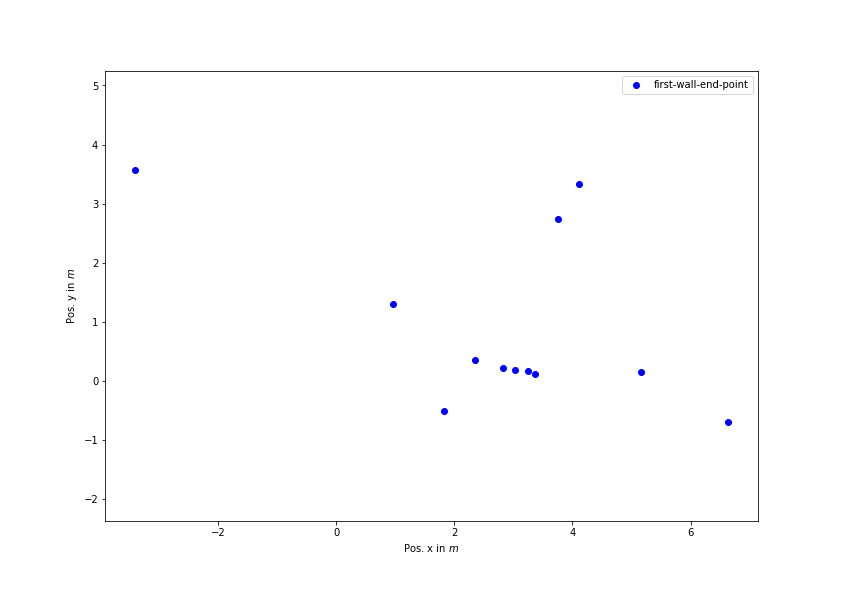 first-wall-end-point
5
4
3
2
1
0
−1
−2
Pos. y in m
−2 0 2 4 6
Pos. x in m